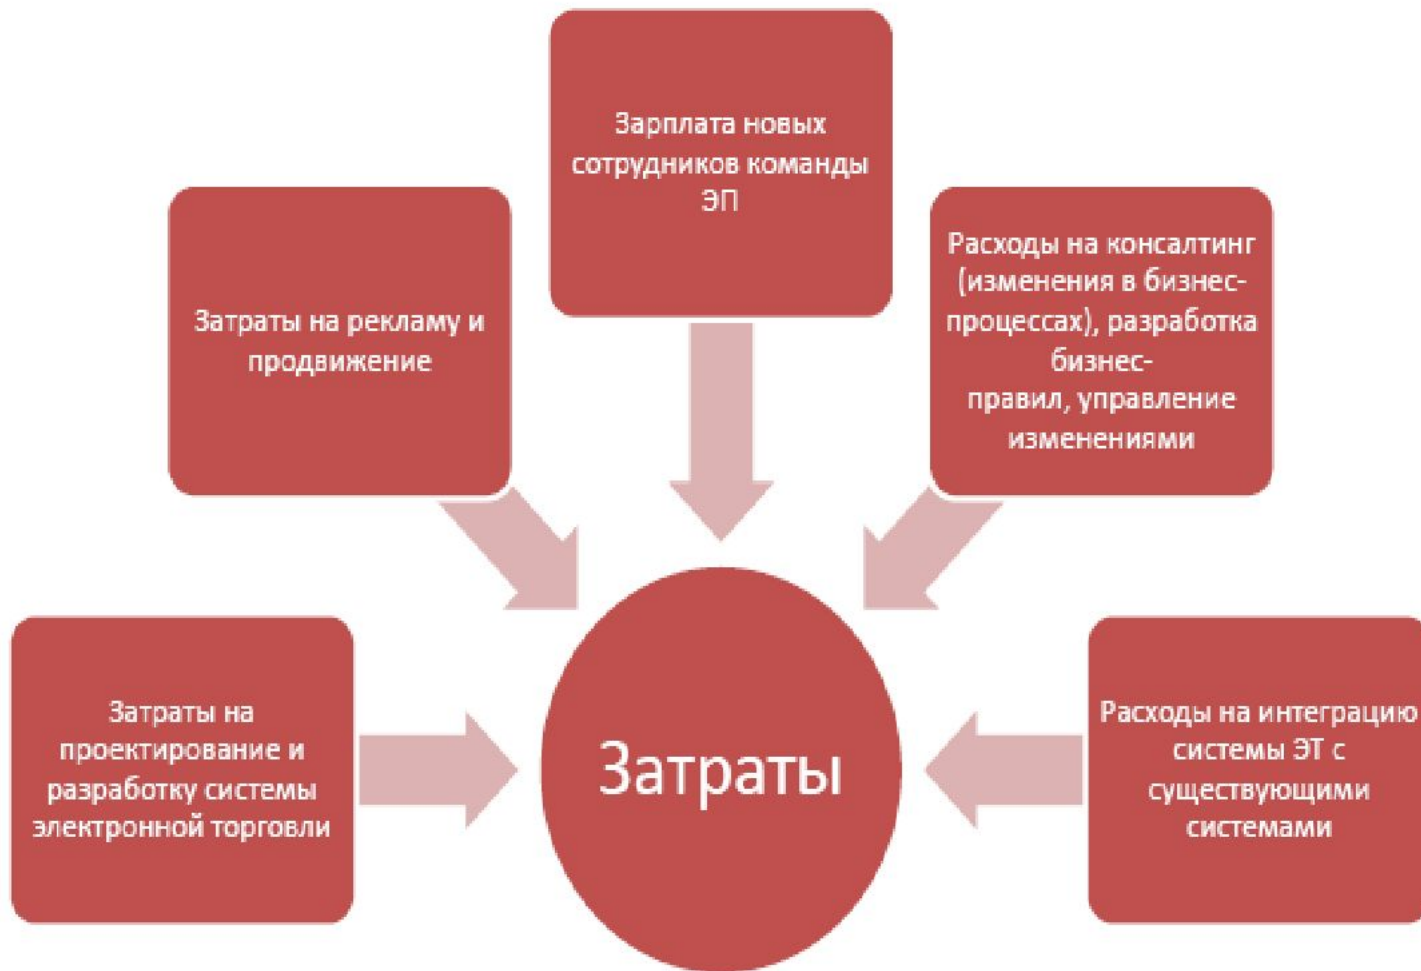 Зарплата новых
сотрудников команды
ЭП
Затраты на рекламу и
продвижение
Расходы на консалтинг
(изменения в бизнес-
процессах), разработка
бизнес-
правил, управление
изменениями
Затраты на
проектирование и
разработку системы
электронной торговли
Затраты
Расходы на интеграцию
системы ЭТ с
существующими
системами